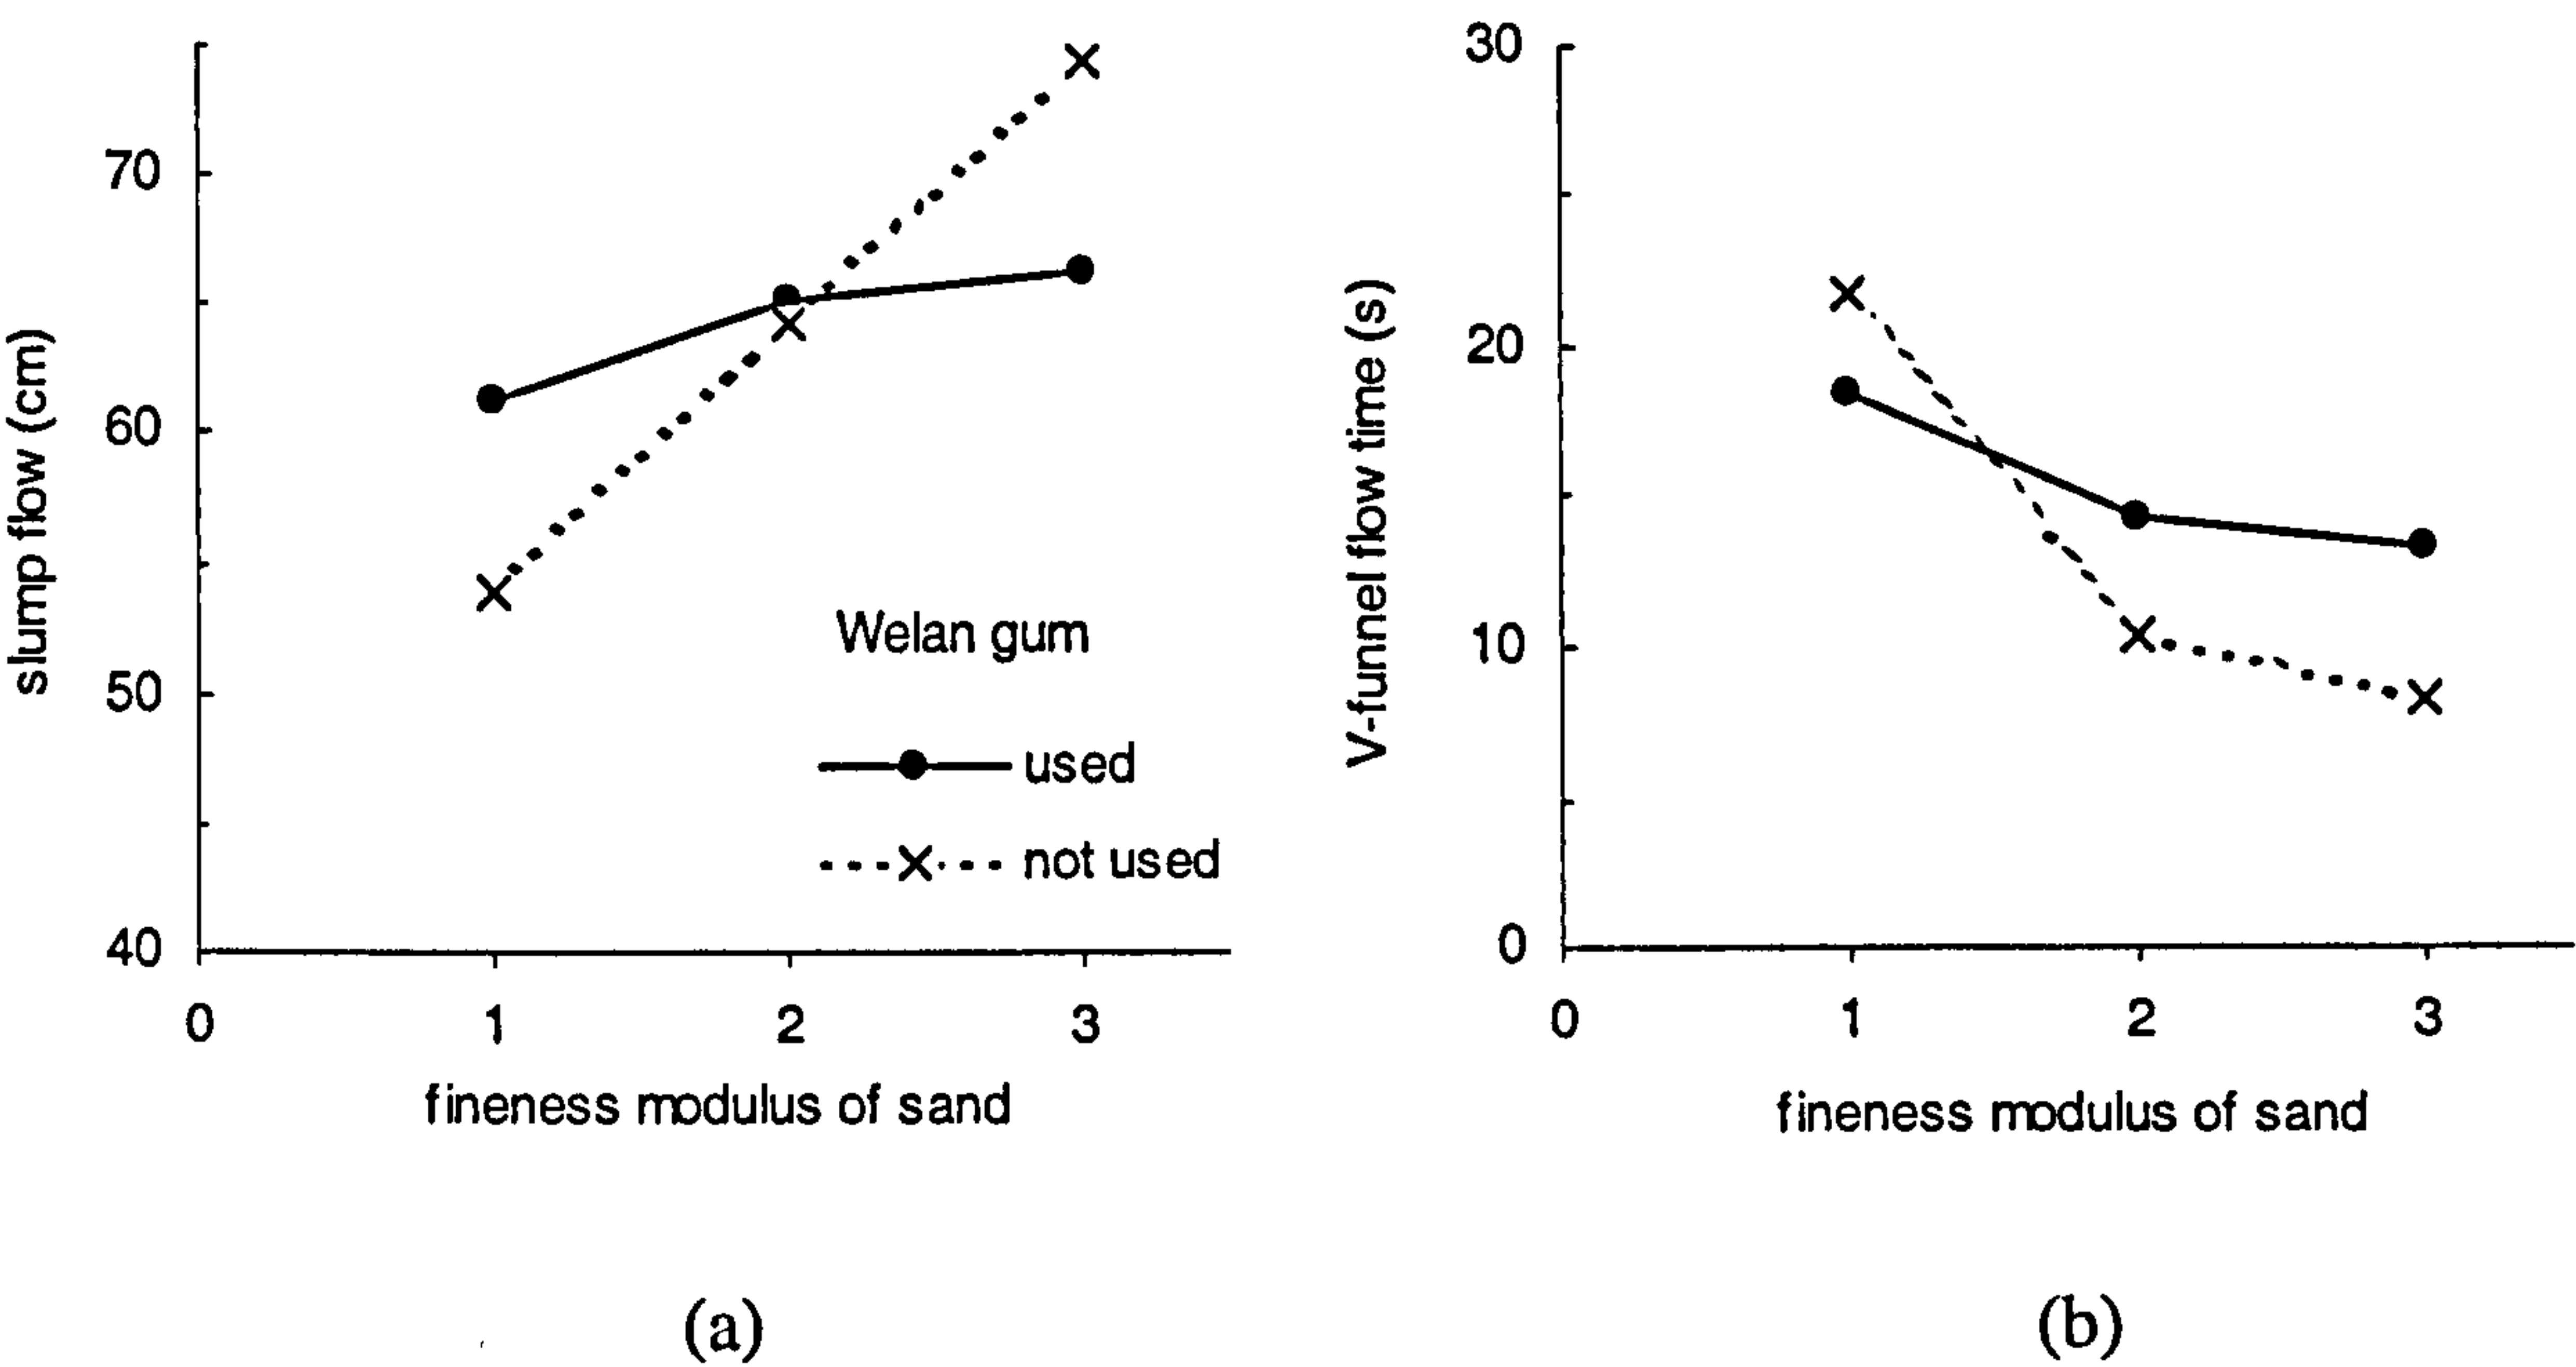 slump flow (cm)
70
60
50
40
0 1 2 3
fineness modulus of sand
Welan gum
used
not used
(a)
V-funnel flow time (s)
30
20
10
0
0 1 2 3
fineness modulus of sand
(b)